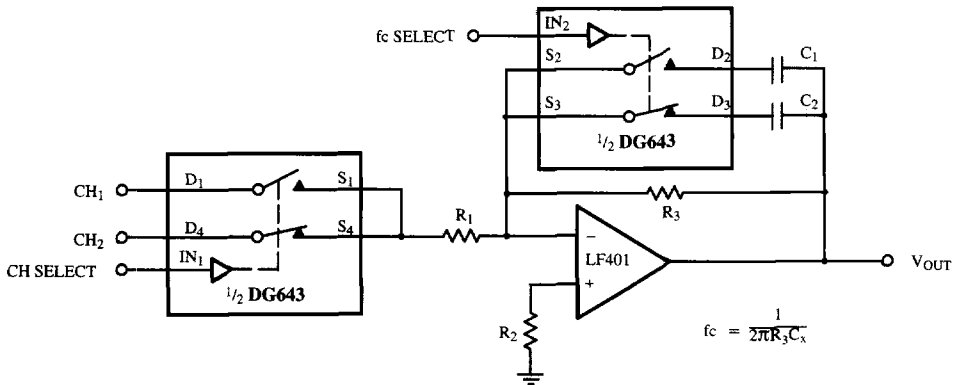 fc SELECT
IN₂
S₂
D₂
C₁
S₃
D₃
C₂
½ DG643
CH₁
D₁
S₁
CH₂
D₄
S₄
CH SELECT
IN₁
½ DG643
R₁
R₃
−
LF401
+
R₂
V_OUT
fc = 1 / 2πR₃Cₓ